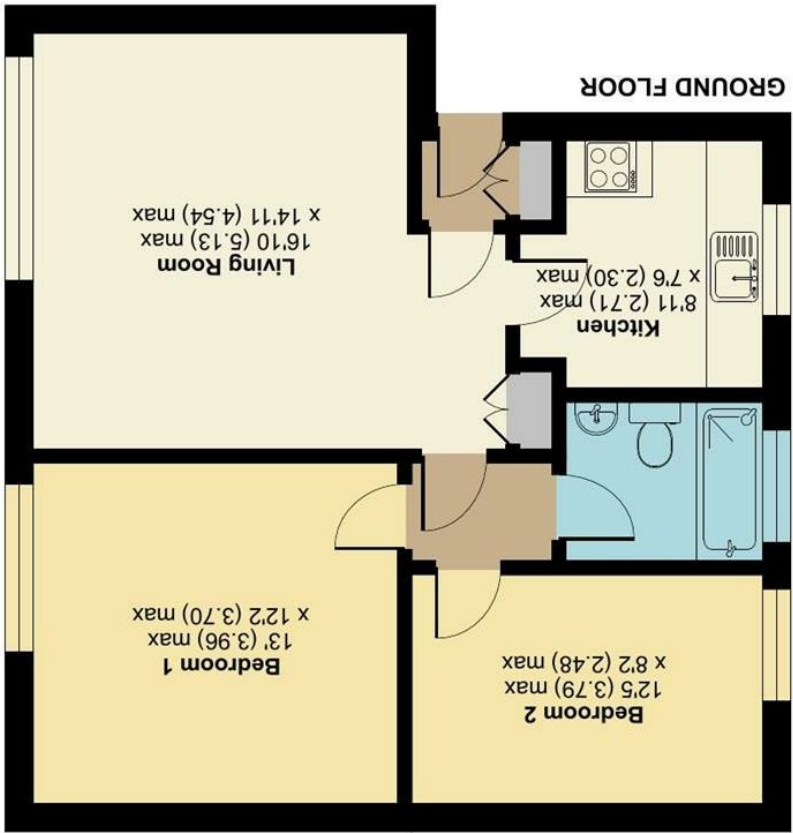 Bedroom 2
12'5 (3.79) max
x 8'2 (2.48) max
Bedroom 1
13' (3.96) max
x 12'2 (3.70) max
Kitchen
8'11 (2.71) max
x 7'6 (2.30) max
Living Room
16'10 (5.13) max
x 14'11 (4.54) max
GROUND FLOOR